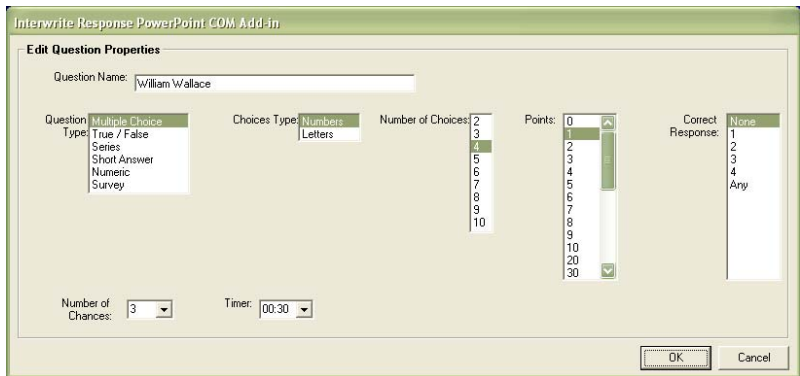 Interwrite Response PowerPoint COM Add-in
Edit Question Properties
Question Name: William Wallace
Question Type:
Multiple Choice
True / False
Series
Short Answer
Numeric
Survey
Choices Type:
Numbers
Letters
Number of Choices:
2
3
4
5
6
7
8
9
10
Points:
0
1
2
3
4
5
6
7
8
9
10
20
30
Correct
Response:
None
1
2
3
4
Any
Number of
Chances:
3
Timer: 00:30
OK Cancel